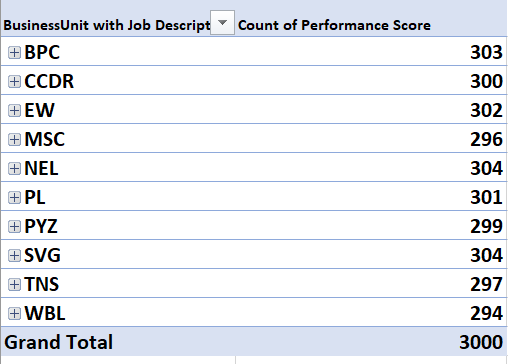 BusinessUnit with Job Descript Count of Performance Score
BPC 303
CCDR 300
EW 302
MSC 296
NEL 304
PL 301
PYZ 299
SVG 304
TNS 297
WBL 294
Grand Total 3000